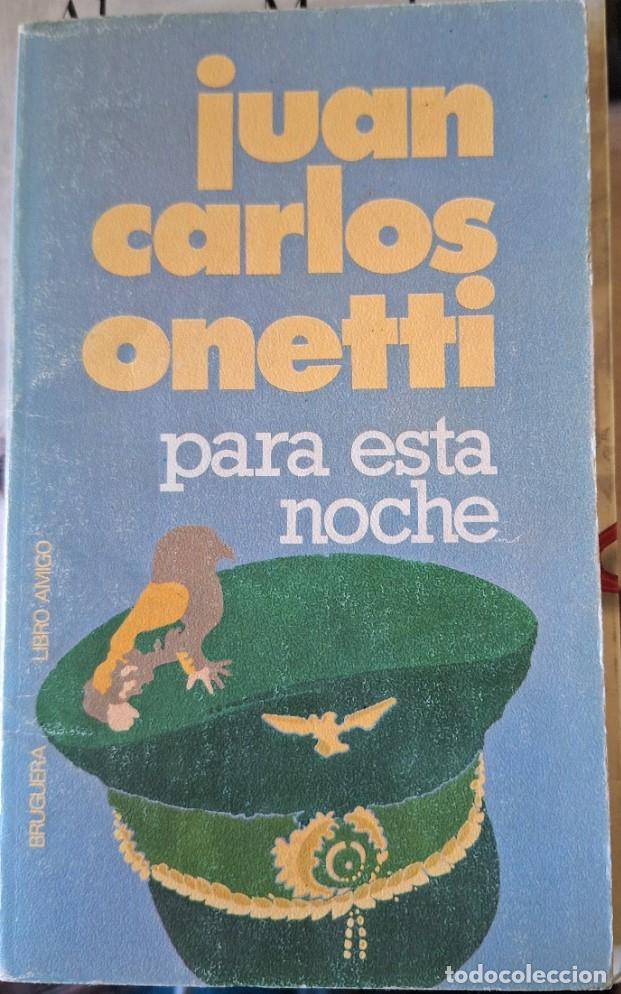 juan
carlos
onetti
para esta
noche
BRUGUERA LIBRO AMIGO
todocoleccion